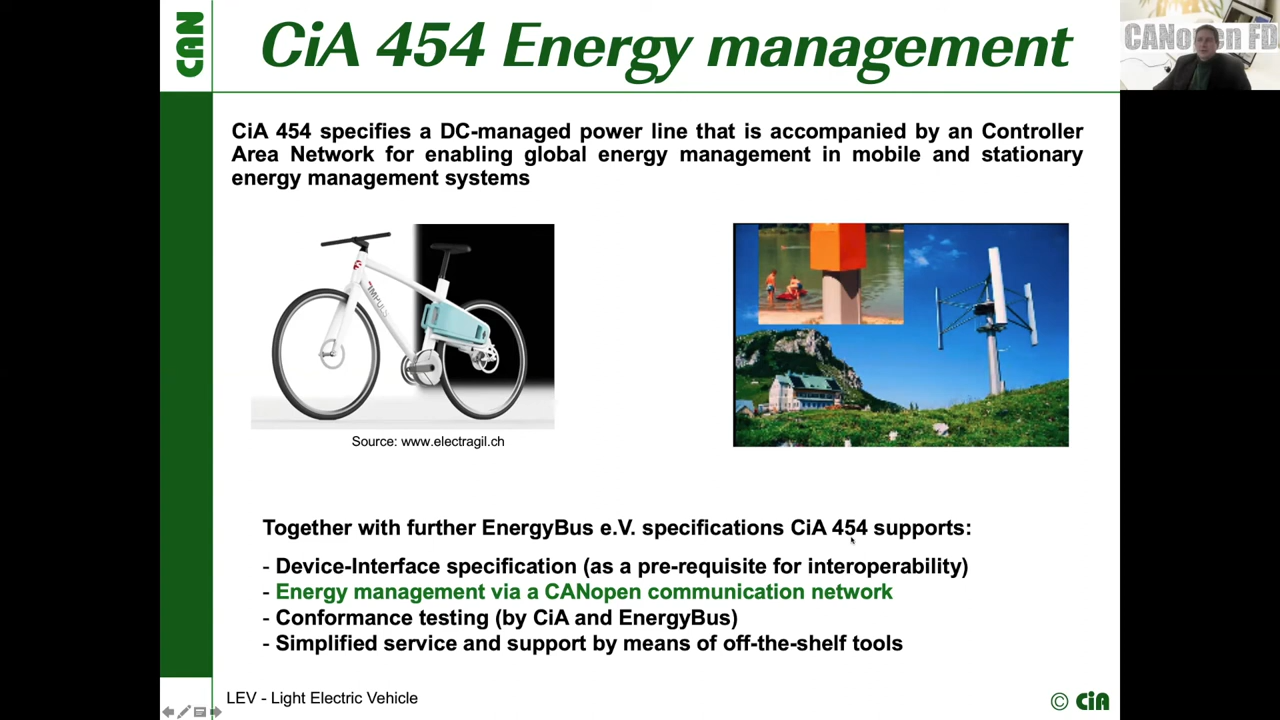 CAN
CiA 454 Energy management
CANopen FD
CiA 454 specifies a DC-managed power line that is accompanied by an Controller
Area Network for enabling global energy management in mobile and stationary
energy management systems
IMPULS
Source: www.electragil.ch
Together with further EnergyBus e.V. specifications CiA 454 supports:
- Device-Interface specification (as a pre-requisite for interoperability)
- Energy management via a CANopen communication network
- Conformance testing (by CiA and EnergyBus)
- Simplified service and support by means of off-the-shelf tools
LEV - Light Electric Vehicle
© CiA